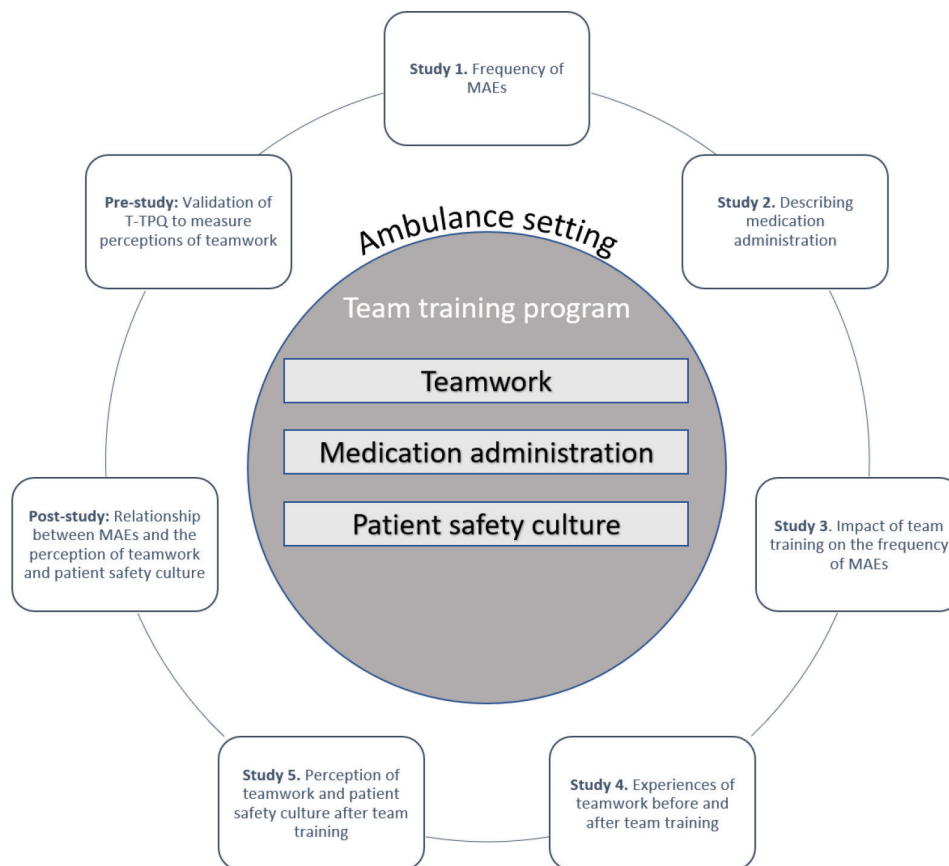 Study 1. Frequency of
MAEs
Pre-study: Validation of
T-TPQ to measure
perceptions of teamwork
Study 2. Describing
medication
administration
Ambulance setting
Team training program
Teamwork
Medication administration
Patient safety culture
Post-study: Relationship
between MAEs and the
perception of teamwork
and patient safety culture
Study 3. Impact of team
training on the frequency
of MAEs
Study 5. Perception of
teamwork and patient
safety culture after team
training
Study 4. Experiences of
teamwork before and
after team training